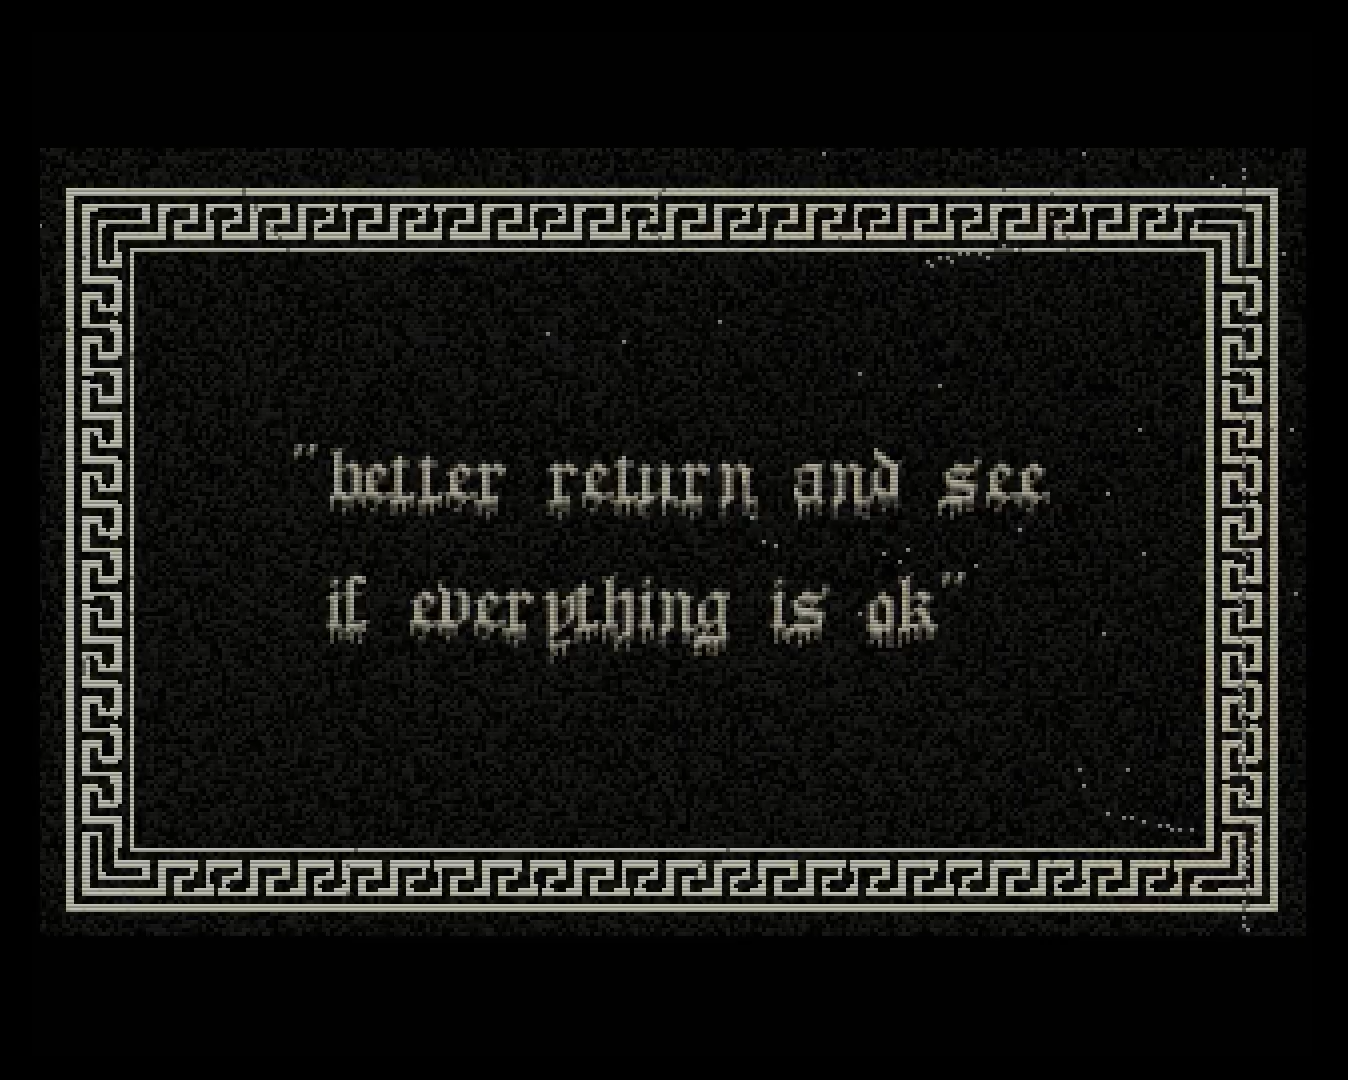 "better return and see
if everything is ok"